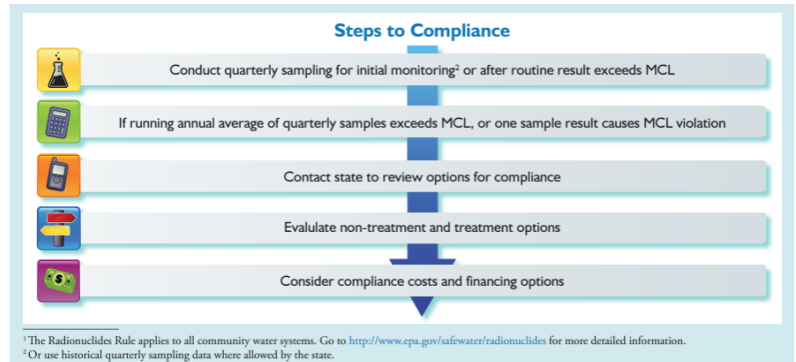 Steps to Compliance
Conduct quarterly sampling for initial monitoring² or after routine result exceeds MCL
If running annual average of quarterly samples exceeds MCL, or one sample result causes MCL violation
Contact state to review options for compliance
Evalulate non-treatment and treatment options
$
Consider compliance costs and financing options
¹ The Radionuclides Rule applies to all community water systems. Go to http://www.epa.gov/safewater/radionuclides for more detailed information.
² Or use historical quarterly sampling data where allowed by the state.